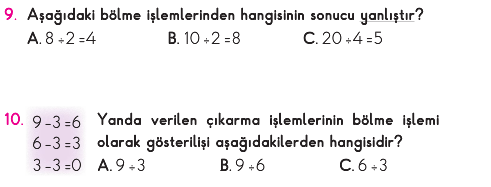 9. Aşağıdaki bölme işlemlerinden hangisinin sonucu yanlıştır?
A. 8 ÷2 =4 B. 10 ÷2 =8 C. 20 ÷4 =5
10. 9 -3 =6 Yanda verilen çıkarma işlemlerinin bölme işlemi
6 -3 =3 olarak gösterilişi aşağıdakilerden hangisidir?
3 -3 =0 A. 9 ÷3 B. 9 ÷6 C. 6 ÷3